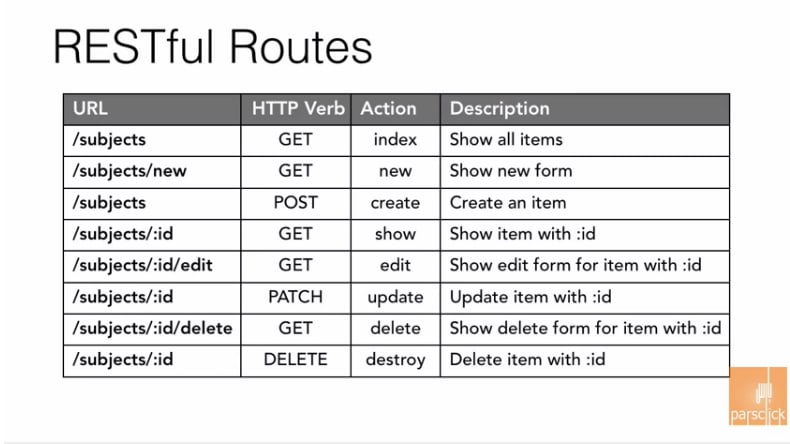 RESTful Routes
URL HTTP Verb Action Description
/subjects GET index Show all items
/subjects/new GET new Show new form
/subjects POST create Create an item
/subjects/:id GET show Show item with :id
/subjects/:id/edit GET edit Show edit form for item with :id
/subjects/:id PATCH update Update item with :id
/subjects/:id/delete GET delete Show delete form for item with :id
/subjects/:id DELETE destroy Delete item with :id
parsclick